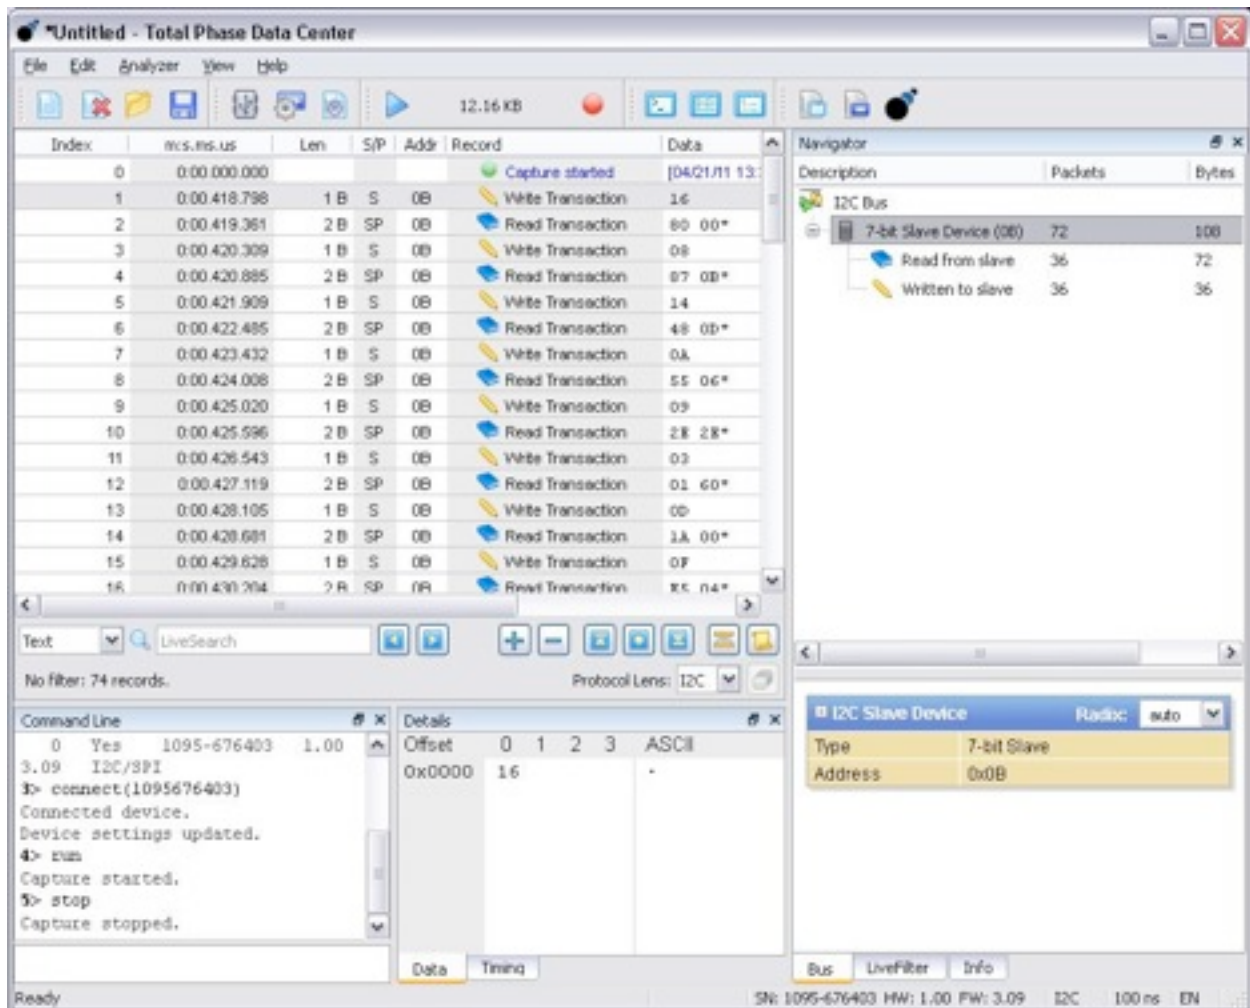 *Untitled - Total Phase Data Center
File Edit Analyzer View Help
12.16 KB
Index m:s.ms.us Len S/P Addr Record Data
0 0:00.000.000 Capture started [04/21/11 13:
1 0:00.418.798 1 B S 0B Write Transaction 16
2 0:00.419.361 2 B SP 0B Read Transaction 80 00*
3 0:00.420.309 1 B S 0B Write Transaction 08
4 0:00.420.885 2 B SP 0B Read Transaction 87 0B*
5 0:00.421.909 1 B S 0B Write Transaction 14
6 0:00.422.485 2 B SP 0B Read Transaction 48 0D*
7 0:00.423.432 1 B S 0B Write Transaction 0A
8 0:00.424.008 2 B SP 0B Read Transaction 55 06*
9 0:00.425.020 1 B S 0B Write Transaction 09
10 0:00.425.596 2 B SP 0B Read Transaction 2E 2E*
11 0:00.426.543 1 B S 0B Write Transaction 03
12 0:00.427.119 2 B SP 0B Read Transaction 01 60*
13 0:00.428.105 1 B S 0B Write Transaction 0D
14 0:00.428.681 2 B SP 0B Read Transaction 1A 00*
15 0:00.429.628 1 B S 0B Write Transaction 0F
16 0:00.430.204 2 B SP 0B Read Transaction 04*
Text LiveSearch
No filter: 74 records. Protocol Lens: I2C
Command Line
0 Yes 1095-676403 1.00
3.09 I2C/SPI
3> connect(1095676403)
Connected device.
Device settings updated.
4> run
Capture started.
5> stop
Capture stopped.
Details
Offset 0 1 2 3 ASCII
0x0000 16 .
Data Timing
Navigator
Description Packets Bytes
I2C Bus
7-bit Slave Device (0B) 72 108
Read from slave 36 72
Written to slave 36 36
I2C Slave Device Radix: auto
Type 7-bit Slave
Address 0x0B
Bus LiveFilter Info
Ready SN: 1095-676403 HW: 1.00 FW: 3.09 I2C 100 ns EN